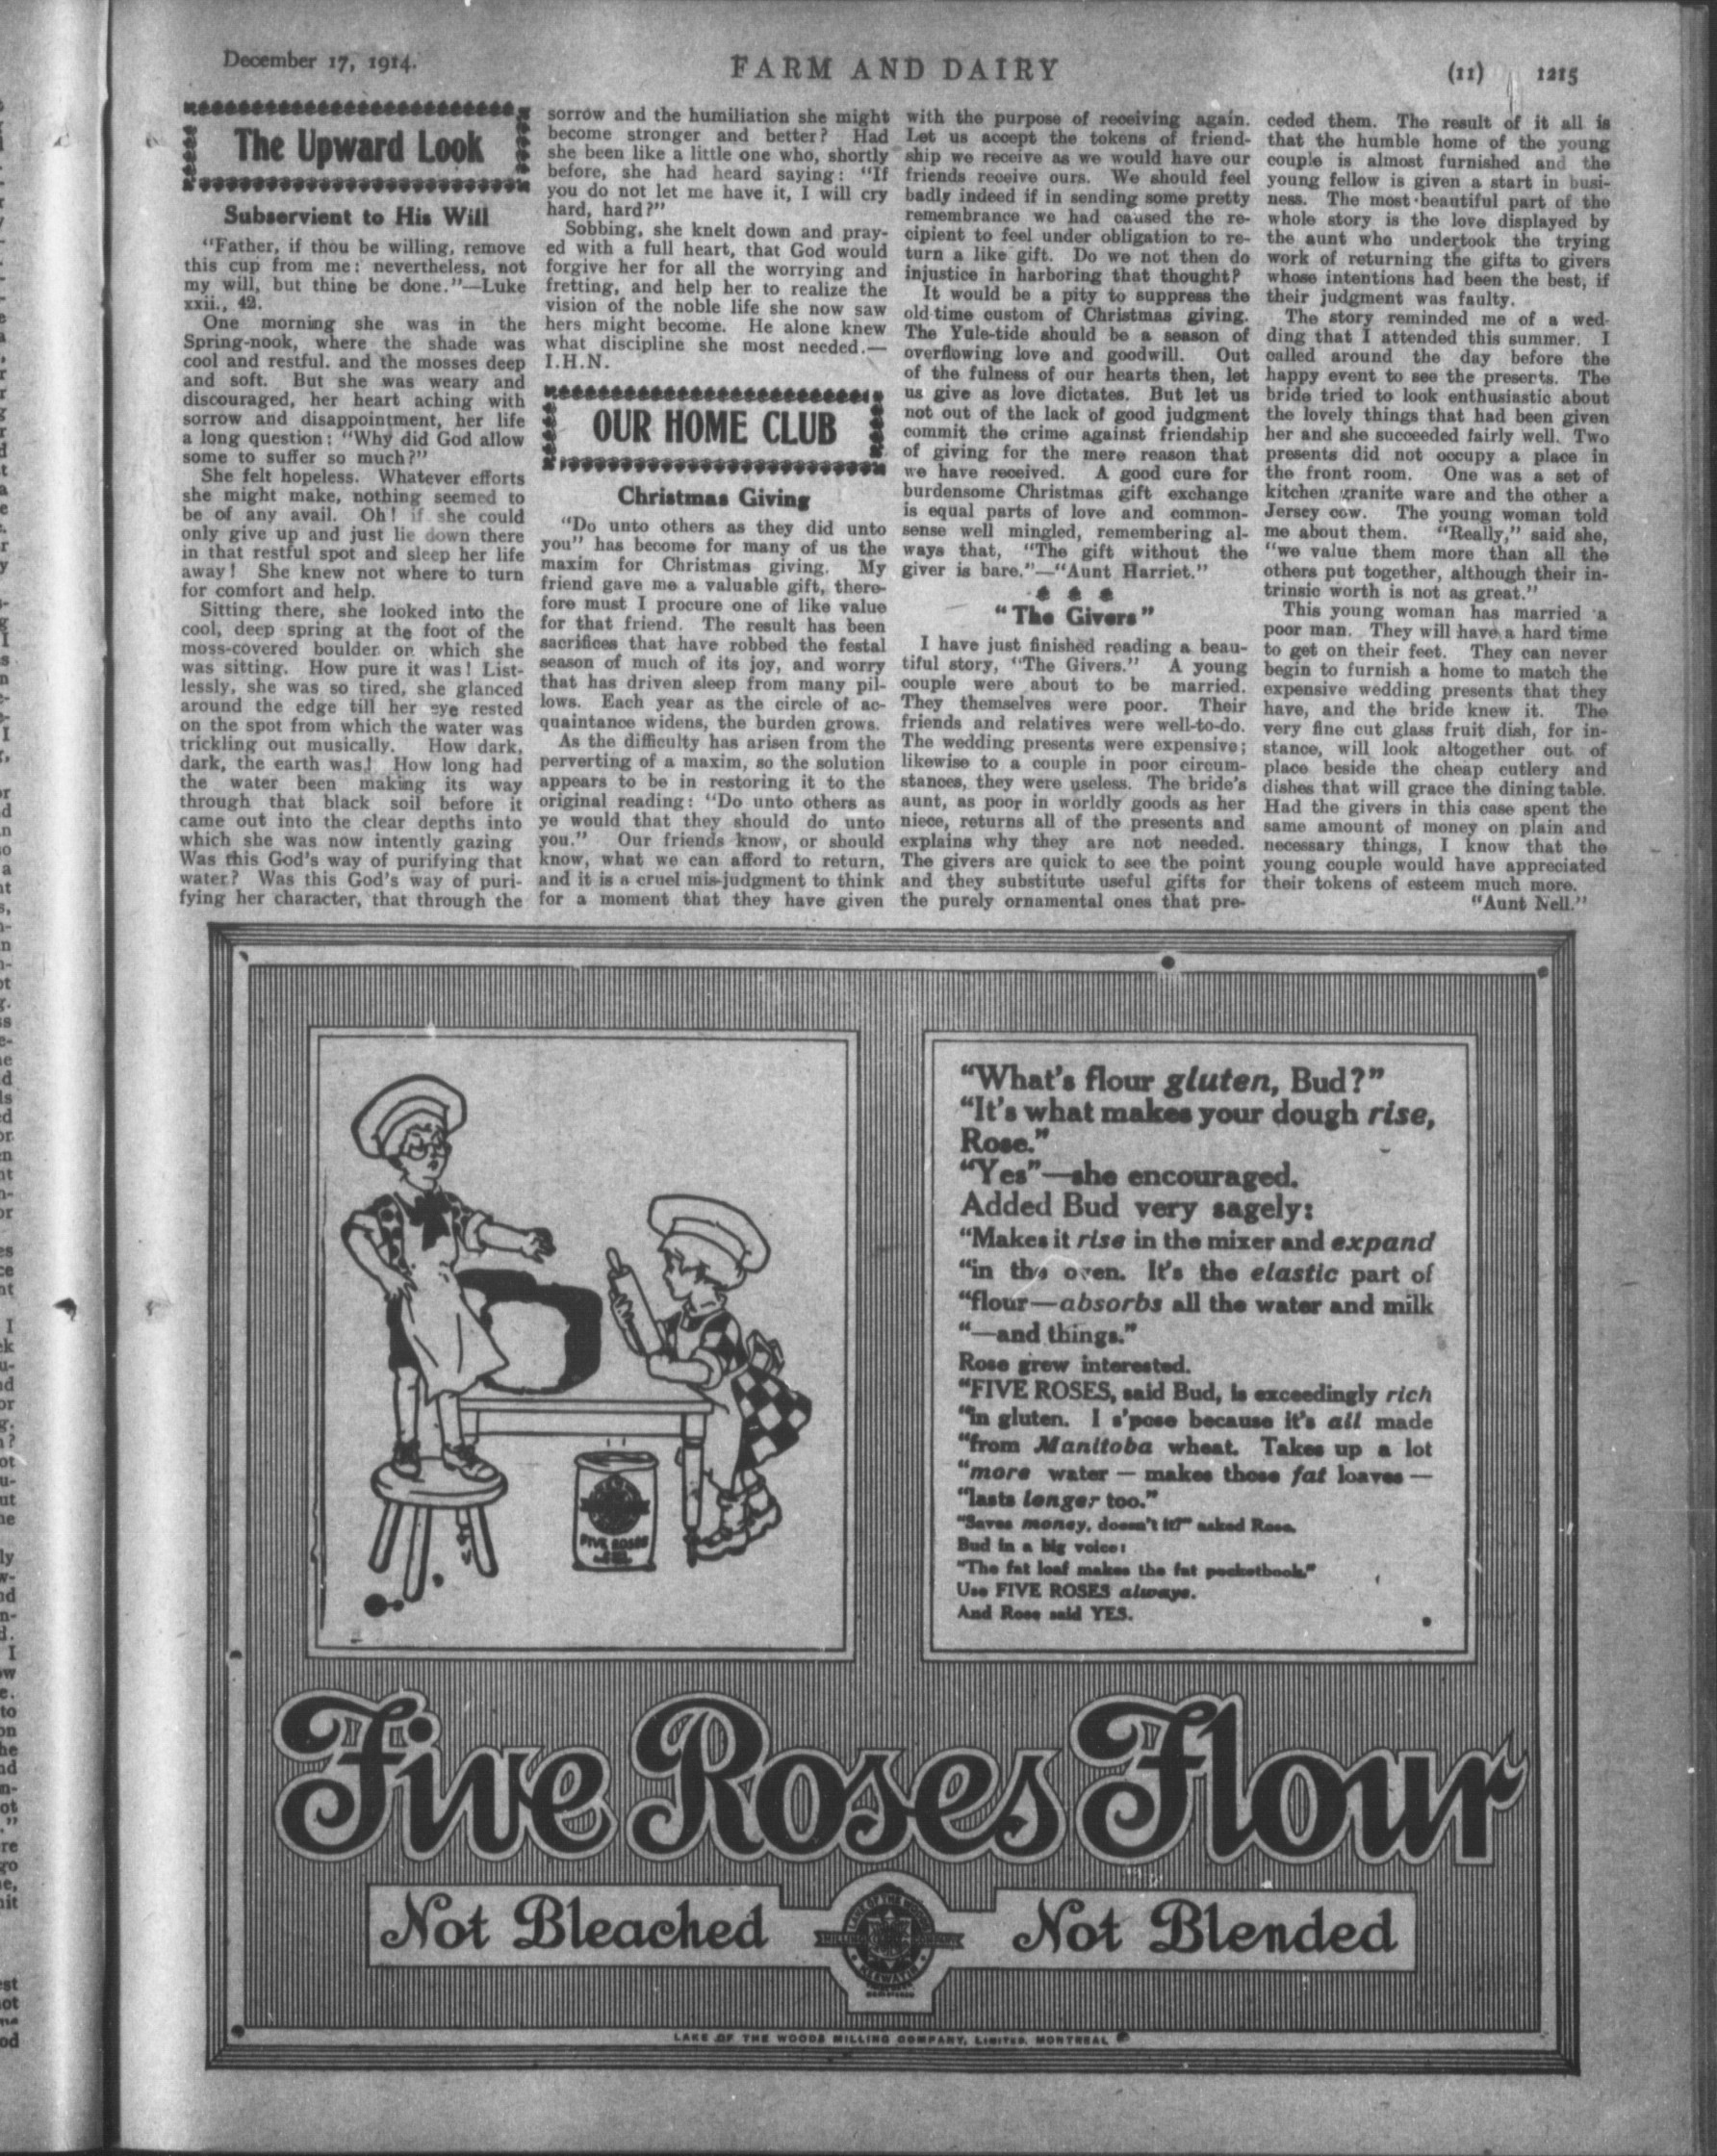 December 17, 1914.
FARM AND DAIRY
(11) 1215
The Upward Look
Subservient to His Will
"Father, if thou be willing, remove
this cup from me: nevertheless, not
my will, but thine be done."—Luke
xxii., 42.
One morning she was in the
Spring-nook, where the shade was
cool and restful. and the mosses deep
and soft. But she was weary and
discouraged, her heart aching with
sorrow and disappointment, her life
a long question: "Why did God allow
some to suffer so much?"
She felt hopeless. Whatever efforts
she might make, nothing seemed to
be of any avail. Oh! if she could
only give up and just lie down there
in that restful spot and sleep her life
away! She knew not where to turn
for comfort and help.
Sitting there, she looked into the
cool, deep spring at the foot of the
moss-covered boulder on which she
was sitting. How pure it was! List-
lessly, she was so tired, she glanced
around the edge till her eye rested
on the spot from which the water was
trickling out musically. How dark,
dark, the earth was! How long had
the water been making its way
through that black soil before it
came out into the clear depths into
which she was now intently gazing
Was this God's way of purifying that
water? Was this God's way of puri-
fying her character, that through the
sorrow and the humiliation she might
become stronger and better? Had
she been like a little one who, shortly
before, she had heard saying: "If
you do not let me have it, I will cry
hard, hard?"
Sobbing, she knelt down and pray-
ed with a full heart, that God would
forgive her for all the worrying and
fretting, and help her to realize the
vision of the noble life she now saw
hers might become. He alone knew
what discipline she most needed.—
I.H.N.
OUR HOME CLUB
Christmas Giving
"Do unto others as they did unto
you" has become for many of us the
maxim for Christmas giving. My
friend gave me a valuable gift, there-
fore must I procure one of like value
for that friend. The result has been
sacrifices that have robbed the festal
season of much of its joy, and worry
that has driven sleep from many pil-
lows. Each year as the circle of ac-
quaintance widens, the burden grows.
As the difficulty has arisen from the
perverting of a maxim, so the solution
appears to be in restoring it to the
original reading: "Do unto others as
ye would that they should do unto
you." Our friends know, or should
know, what we can afford to return,
and it is a cruel mis-judgment to think
for a moment that they have given
with the purpose of receiving again.
Let us accept the tokens of friend-
ship we receive as we would have our
friends receive ours. We should feel
badly indeed if in sending some pretty
remembrance we had caused the re-
cipient to feel under obligation to re-
turn a like gift. Do we not then do
injustice in harboring that thought?
It would be a pity to suppress the
old-time custom of Christmas giving.
The Yule-tide should be a season of
overflowing love and goodwill. Out
of the fulness of our hearts then, let
us give as love dictates. But let us
not out of the lack of good judgment
commit the crime against friendship
of giving for the mere reason that
we have received. A good cure for
burdensome Christmas gift exchange
is equal parts of love and common-
sense well mingled, remembering al-
ways that, "The gift without the
giver is bare."—"Aunt Harriet."
"The Givers"
I have just finished reading a beau-
tiful story, "The Givers." A young
couple were about to be married.
They themselves were poor. Their
friends and relatives were well-to-do.
The wedding presents were expensive;
likewise to a couple in poor circum-
stances, they were useless. The bride's
aunt, as poor in worldly goods as her
niece, returns all of the presents and
explains why they are not needed.
The givers are quick to see the point
and they substitute useful gifts for
the purely ornamental ones that pre-
ceded them. The result of it all is
that the humble home of the young
couple is almost furnished and the
young fellow is given a start in busi-
ness. The most beautiful part of the
whole story is the love displayed by
the aunt who undertook the trying
work of returning the gifts to givers
whose intentions had been the best, if
their judgment was faulty.
The story reminded me of a wed-
ding that I attended this summer. I
called around the day before the
happy event to see the presents. The
bride tried to look enthusiastic about
the lovely things that had been given
her and she succeeded fairly well. Two
presents did not occupy a place in
the front room. One was a set of
kitchen granite ware and the other a
Jersey cow. The young woman told
me about them. "Really," said she,
"we value them more than all the
others put together, although their in-
trinsic worth is not as great."
This young woman has married a
poor man. They will have a hard time
to get on their feet. They can never
begin to furnish a home to match the
expensive wedding presents that they
have, and the bride knew it. The
very fine cut glass fruit dish, for in-
stance, will look altogether out of
place beside the cheap cutlery and
dishes that will grace the dining table.
Had the givers in this case spent the
same amount of money on plain and
necessary things, I know that the
young couple would have appreciated
their tokens of esteem much more.
"Aunt Nell."
FIVE ROSES
"What's flour gluten, Bud?"
"It's what makes your dough rise,
Rose."
"Yes"—she encouraged.
Added Bud very sagely:
"Makes it rise in the mixer and expand
"in the oven. It's the elastic part of
"flour—absorbs all the water and milk
"—and things."
Rose grew interested.
"FIVE ROSES, said Bud, is exceedingly rich
"in gluten. I s'pose because it's all made
"from Manitoba wheat. Takes up a lot
"more water — makes those fat loaves —
"lasts longer too."
"Saves money, doesn't it?" asked Rose.
Bud in a big voice:
"The fat loaf makes the fat pocketbook."
Use FIVE ROSES always.
And Rose said YES.
Five Roses Flour
Not Bleached
LAKE OF THE WOODS
MILLING COMPANY
KEEWATIN
Not Blended
LAKE OF THE WOODS MILLING COMPANY, LIMITED, MONTREAL